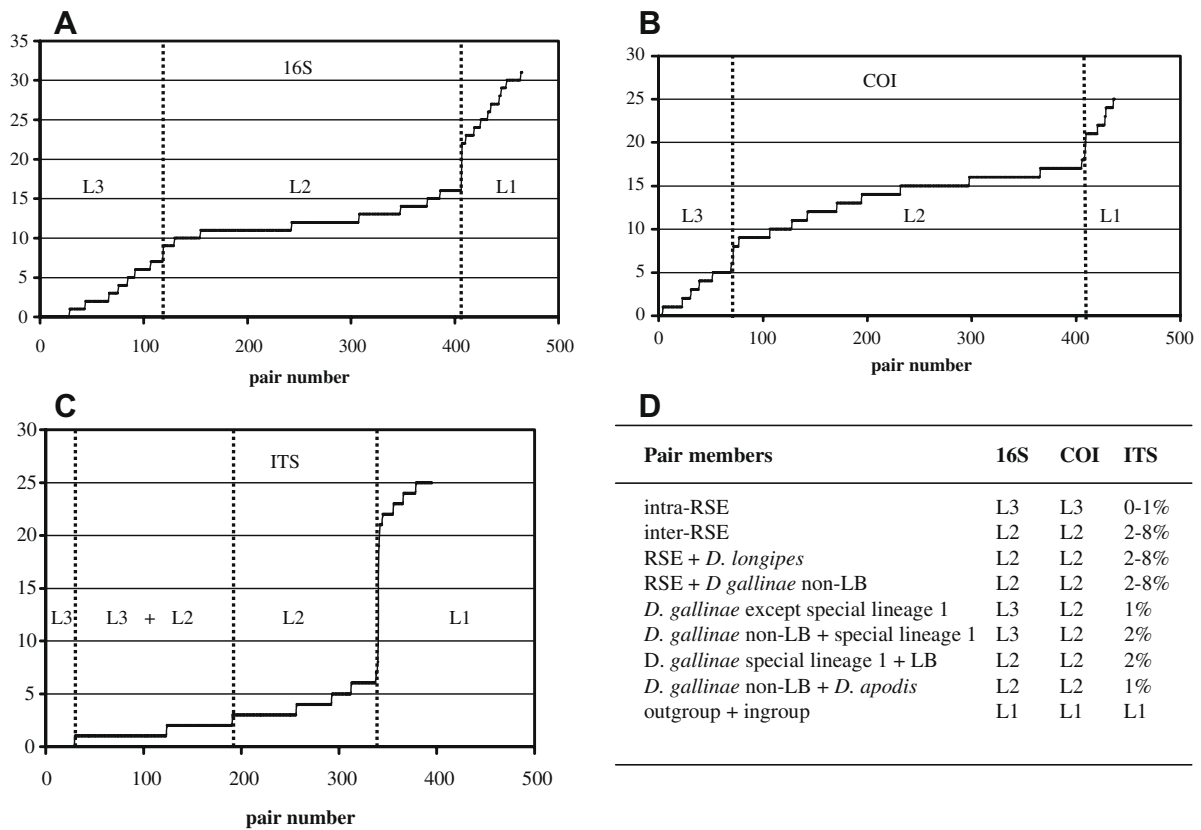 A
35
30
25
20
15
10
5
0
16S
L3
L2
L1
0
100
200
300
400
500
pair number
B
30
25
20
15
10
5
0
COI
L3
L2
L1
0
100
200
300
400
500
pair number
C
30
25
20
15
10
5
0
ITS
L3
L3 + L2
L2
L1
0
100
200
300
400
500
pair number
D
Pair members 16S COI ITS
intra-RSE L3 L3 0-1%
inter-RSE L2 L2 2-8%
RSE + D. longipes L2 L2 2-8%
RSE + D gallinae non-LB L2 L2 2-8%
D. gallinae except special lineage 1 L3 L2 1%
D. gallinae non-LB + special lineage 1 L3 L2 2%
D. gallinae special lineage 1 + LB L2 L2 2%
D. gallinae non-LB + D. apodis L2 L2 1%
outgroup + ingroup L1 L1 L1